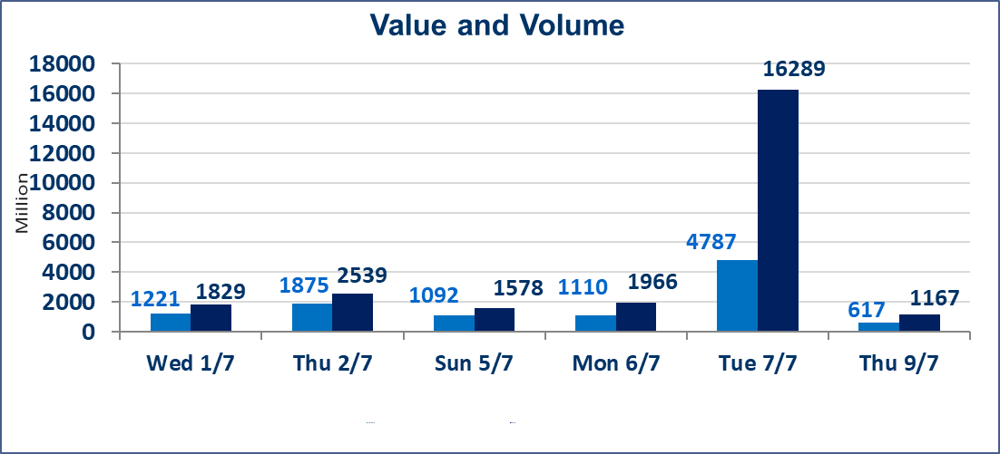 Value and Volume
18000
16000
14000
12000
10000
8000
6000
4000
2000
0
Million
1221
1829
1875
2539
1092
1578
1110
1966
4787
16289
617
1167
Wed 1/7
Thu 2/7
Sun 5/7
Mon 6/7
Tue 7/7
Thu 9/7